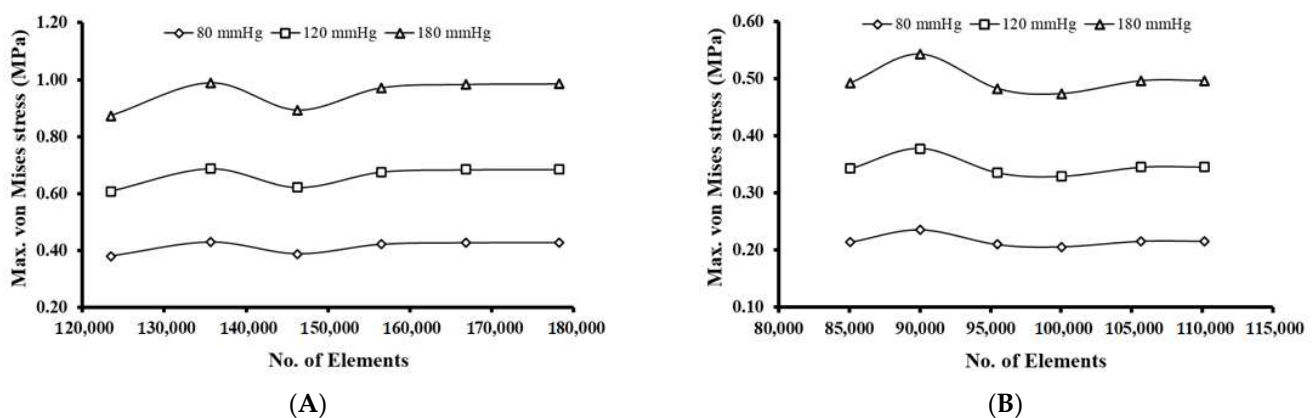 Max. von Mises stress (MPa)
1.20
1.00
0.80
0.60
0.40
0.20
80 mmHg 120 mmHg 180 mmHg
120,000 130,000 140,000 150,000 160,000 170,000 180,000
No. of Elements
(A)
Max. von Mises stress (MPa)
0.60
0.50
0.40
0.30
0.20
0.10
80 mmHg 120 mmHg 180 mmHg
80,000 85,000 90,000 95,000 100,000 105,000 110,000 115,000
No. of Elements
(B)